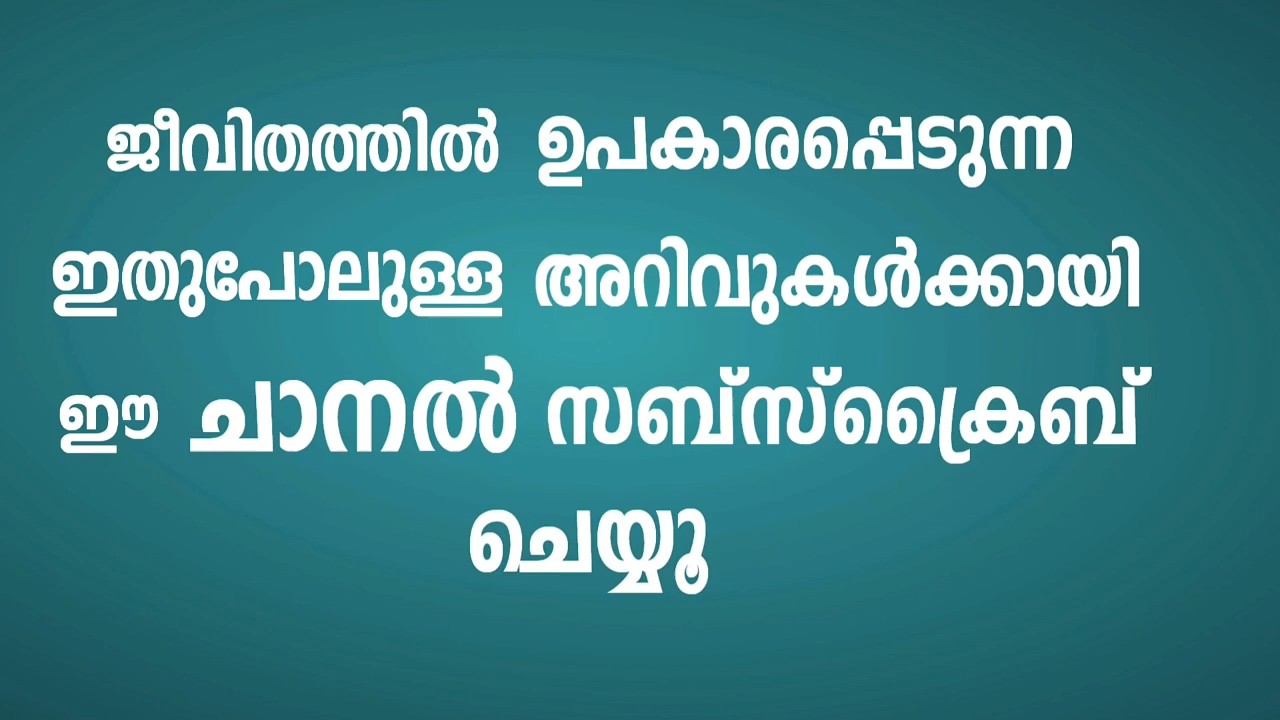 ജീവിതത്തിൽ ഉപകാരപ്പെടുന്ന
ഇതുപോലുള്ള അറിവുകൾക്കായി
ഈ ചാനൽ സബ്സ്ക്രൈബ്
ചെയ്യൂ